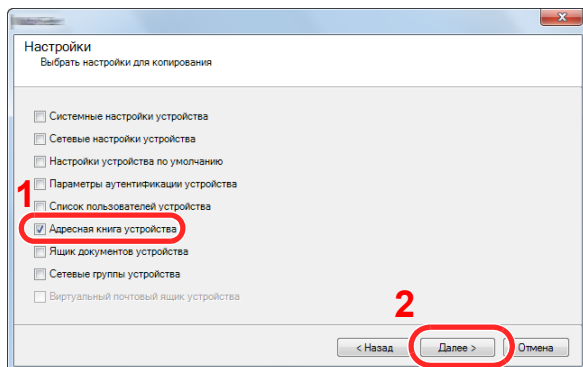 Настройки
Выбрать настройки для копирования
Системные настройки устройства
Сетевые настройки устройства
Настройки устройства по умолчанию
Параметры аутентификации устройства
1
Список пользователей устройства
Адресная книга устройства
Ящик документов устройства
Сетевые группы устройства
Виртуальный почтовый ящик устройства
2
< Назад Далее > Отмена